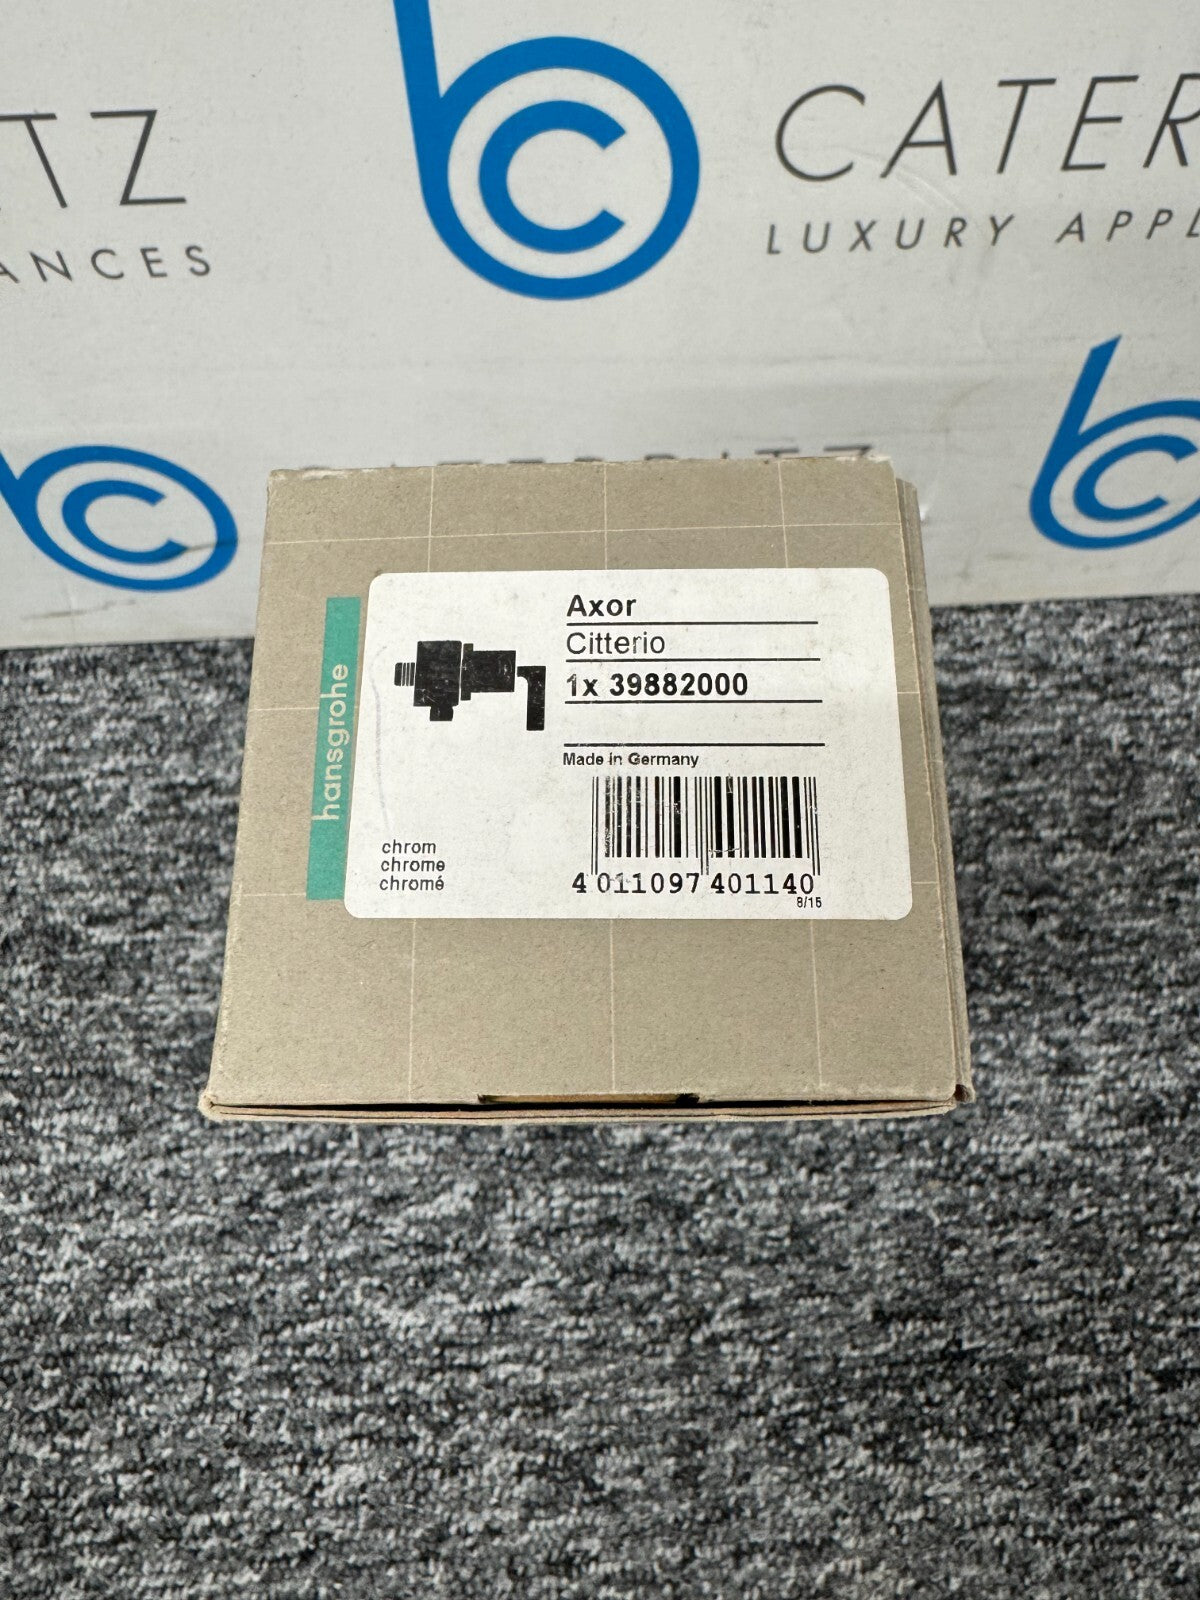 TZ
ANCES
CATER
LUXURY APPL
CATERBITZ
hansgrohe
Axor
Citterio
1x 39882000
Made in Germany
chrom
chrome
chromé
4 011097 401140
8/15